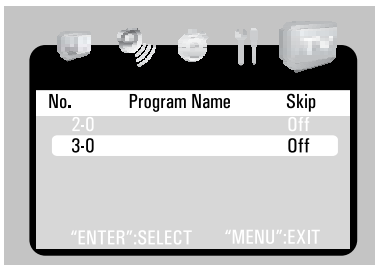 TV
No. Program Name Skip
2-0 Off
3-0 Off
"ENTER":SELECT "MENU":EXIT